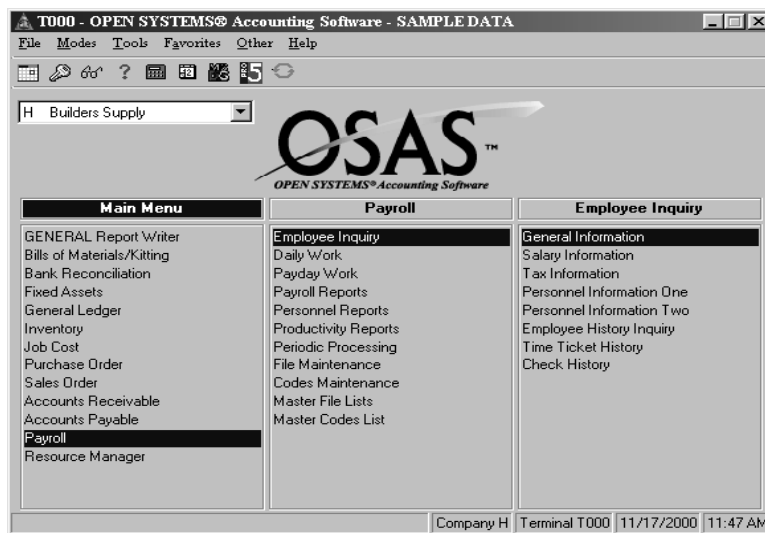 T000 - OPEN SYSTEMS® Accounting Software - SAMPLE DATA
File Modes Tools Favorites Other Help
H Builders Supply
OSAS™
OPEN SYSTEMS® Accounting Software
Main Menu
GENERAL Report Writer
Bills of Materials/Kitting
Bank Reconciliation
Fixed Assets
General Ledger
Inventory
Job Cost
Purchase Order
Sales Order
Accounts Receivable
Accounts Payable
Payroll
Resource Manager
Payroll
Employee Inquiry
Daily Work
Payday Work
Payroll Reports
Personnel Reports
Productivity Reports
Periodic Processing
File Maintenance
Codes Maintenance
Master File Lists
Master Codes List
Employee Inquiry
General Information
Salary Information
Tax Information
Personnel Information One
Personnel Information Two
Employee History Inquiry
Time Ticket History
Check History
Company H Terminal T000 11/17/2000 11:47 AM